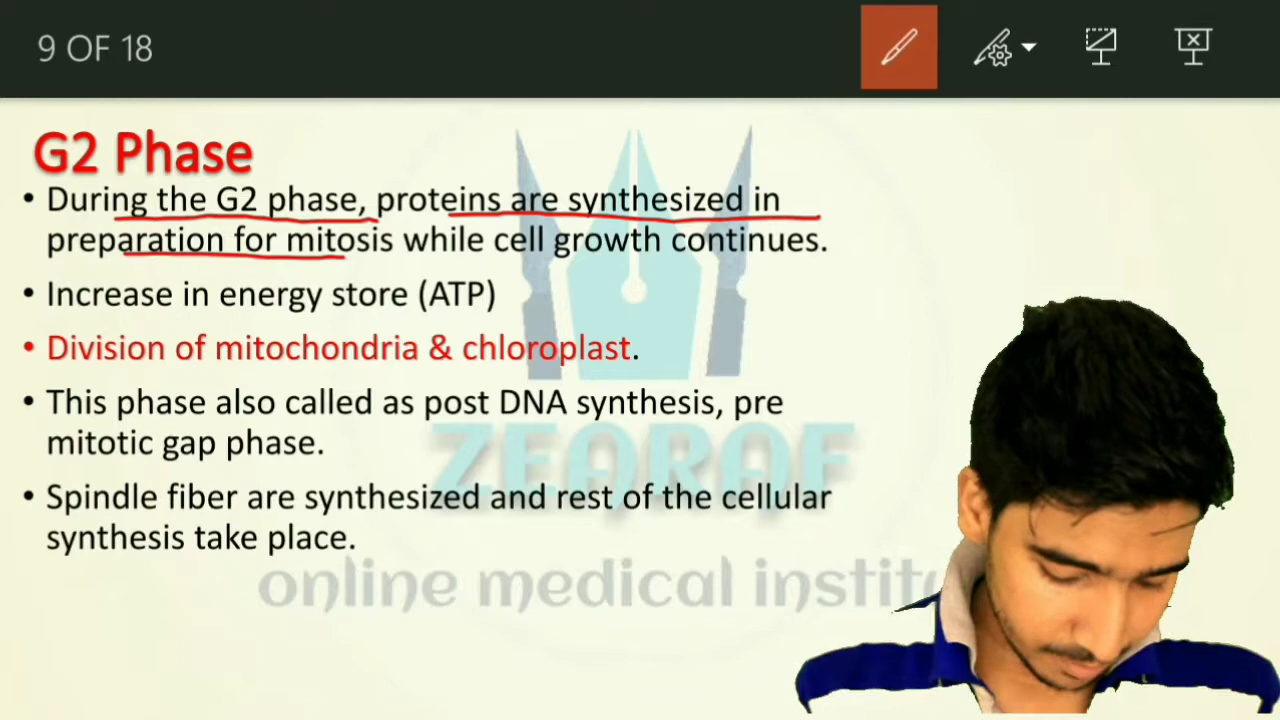 9 OF 18
G2 Phase
• During the G2 phase, proteins are synthesized in
preparation for mitosis while cell growth continues.
• Increase in energy store (ATP)
• Division of mitochondria & chloroplast.
• This phase also called as post DNA synthesis, pre
mitotic gap phase.
ZEARAF
• Spindle fiber are synthesized and rest of the cellular
synthesis take place.
online medical institu